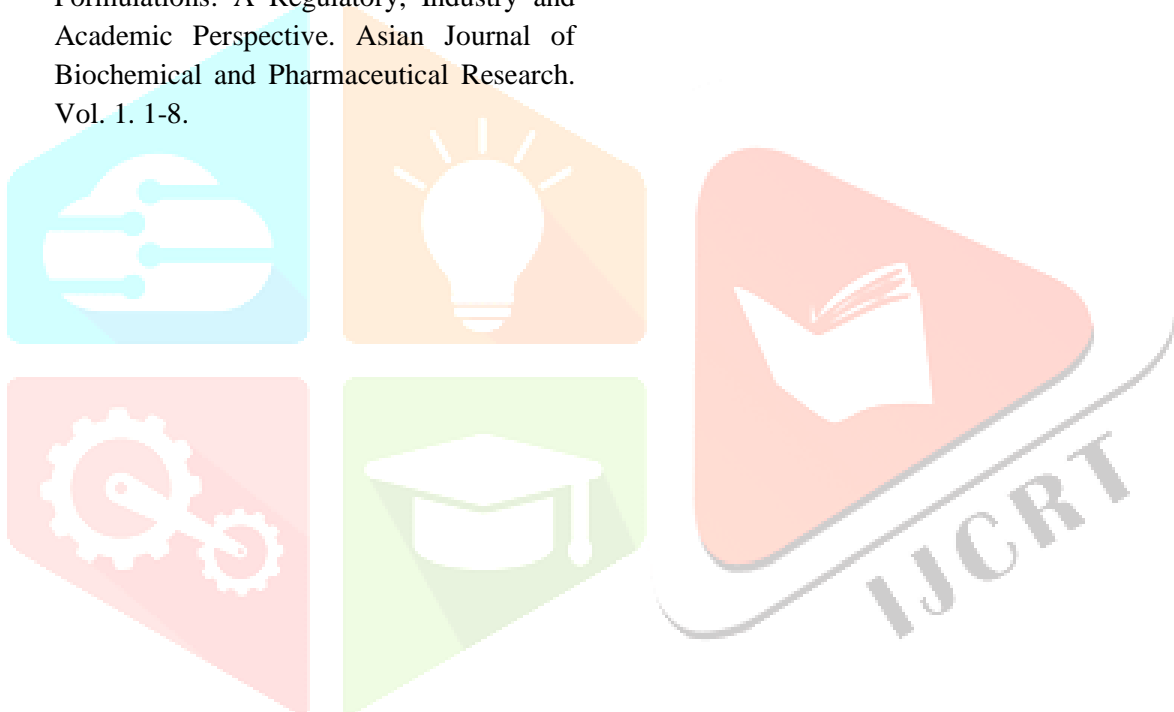 Formulations: A Regulatory, Industry and
Academic Perspective. Asian Journal of
Biochemical and Pharmaceutical Research.
Vol. 1. 1-8.
IJCRT